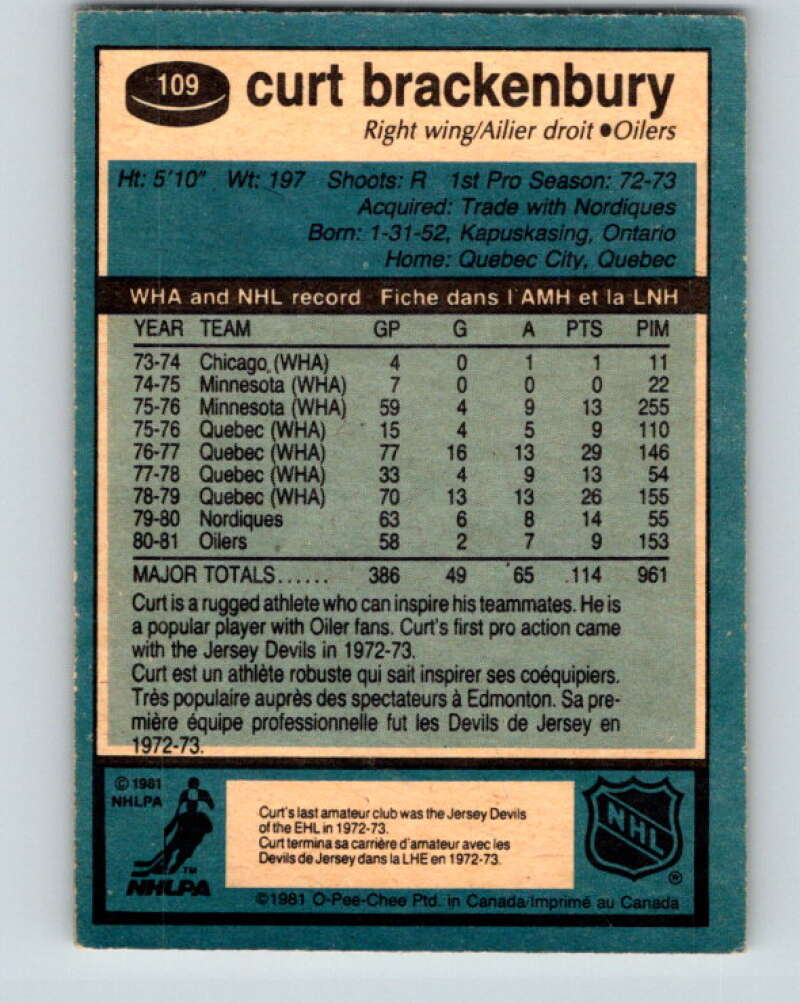 109 curt brackenbury
Right wing/Ailier droit ●Oilers
Ht: 5'10" Wt: 197 Shoots: R 1st Pro Season: 72-73
Acquired: Trade with Nordiques
Born: 1-31-52, Kapuskasing, Ontario
Home: Quebec City, Quebec
WHA and NHL record Fiche dans l'AMH et la LNH
YEAR TEAM GP G A PTS PIM
73-74 Chicago (WHA) 4 0 1 1 11
74-75 Minnesota (WHA) 7 0 0 0 22
75-76 Minnesota (WHA) 59 4 9 13 255
75-76 Quebec (WHA) 15 4 5 9 110
76-77 Quebec (WHA) 77 16 13 29 146
77-78 Quebec (WHA) 33 4 9 13 54
78-79 Quebec (WHA) 70 13 13 26 155
79-80 Nordiques 63 6 8 14 55
80-81 Oilers 58 2 7 9 153
MAJOR TOTALS...... 386 49 65 114 961
Curt is a rugged athlete who can inspire his teammates. He is
a popular player with Oiler fans. Curt's first pro action came
with the Jersey Devils in 1972-73.
Curt est un athlète robuste qui sait inspirer ses coéquipiers.
Très populaire auprès des spectateurs à Edmonton. Sa pre-
mière équipe professionnelle fut les Devils de Jersey en
1972-73.
© 1981
NHLPA
TM
NHLPA
Curt's last amateur club was the Jersey Devils
of the EHL in 1972-73.
Curt termina sa carrière d'amateur avec les
Devils de Jersey dans la LHE en 1972-73.
NHL
®
©1981 O-Pee-Chee Ptd. in Canada/Imprimé au Canada